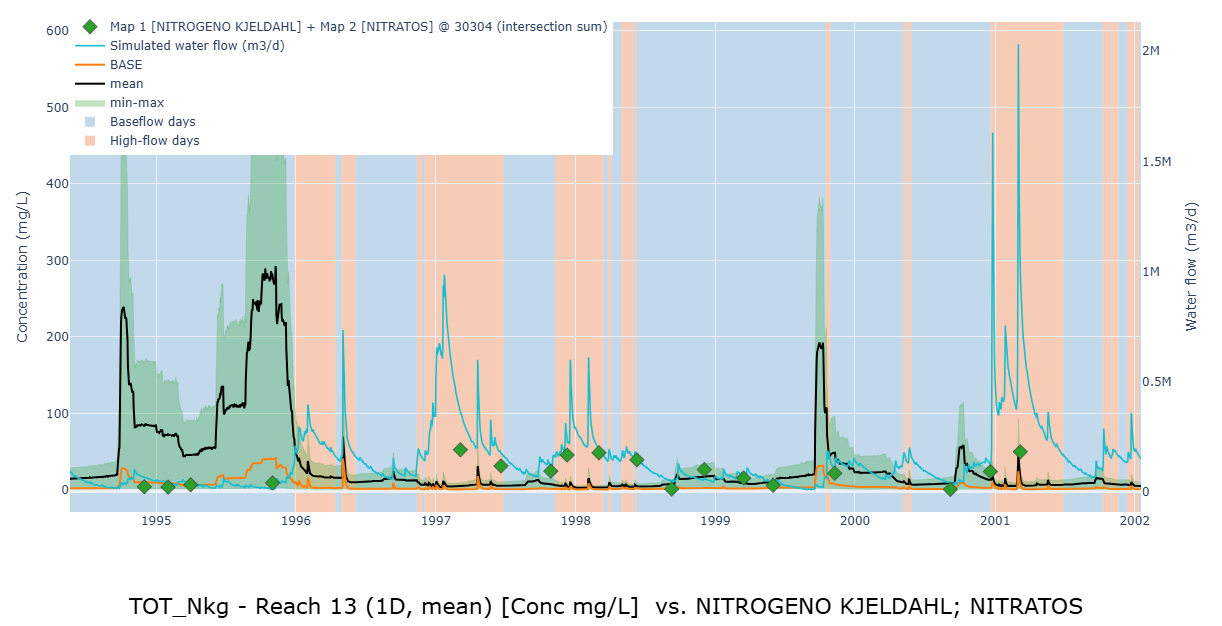 Map 1 [NITROGENO KJELDAHL] + Map 2 [NITRATOS] @ 30304 (intersection sum)
Simulated water flow (m3/d)
BASE
mean
min-max
Baseflow days
High-flow days
600
500
400
300
200
100
0
Concentration (mg/L)
2M
1.5M
1M
0.5M
0
Water flow (m3/d)
1995
1996
1997
1998
1999
2000
2001
2002
TOT_Nkg - Reach 13 (1D, mean) [Conc mg/L]  vs. NITROGENO KJELDAHL; NITRATOS